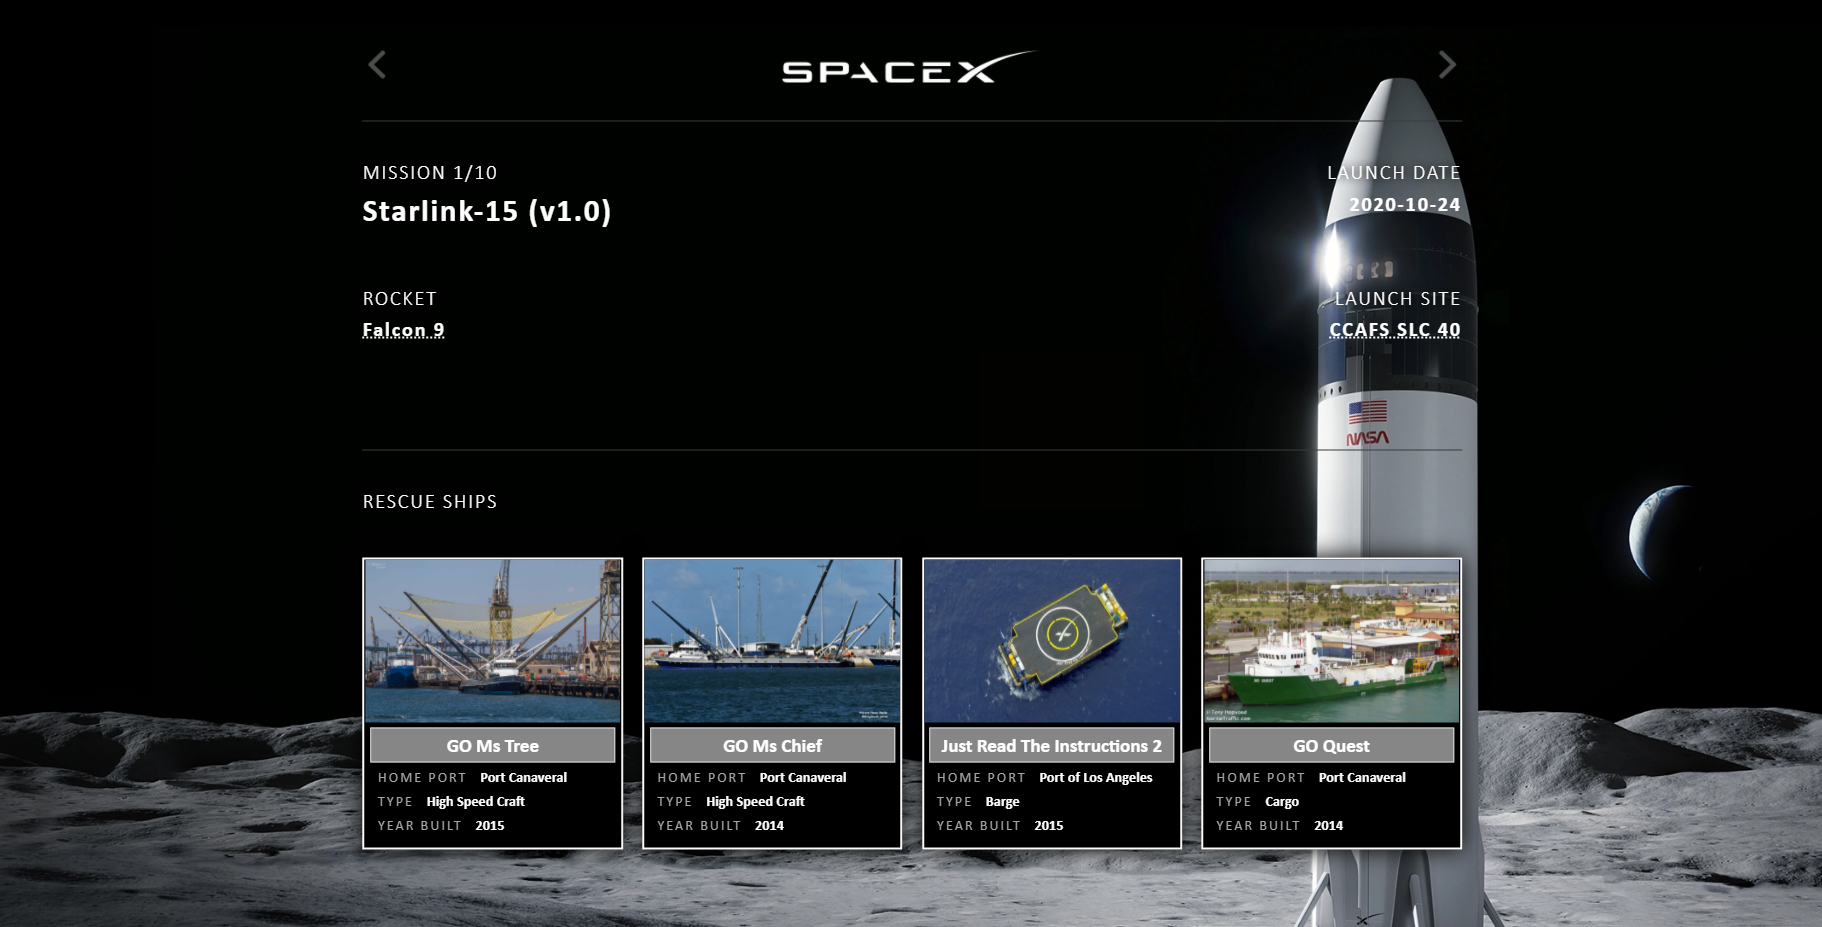 SPACEX
MISSION 1/10
LAUNCH DATE
Starlink-15 (v1.0)
2020-10-24
ROCKET
LAUNCH SITE
Falcon 9
CCAFS SLC 40
NASA
RESCUE SHIPS
GO QUEST
GO Ms Tree
HOME PORT Port Canaveral
TYPE High Speed Craft
YEAR BUILT 2015
GO Ms Chief
HOME PORT Port Canaveral
TYPE High Speed Craft
YEAR BUILT 2014
Just Read The Instructions 2
HOME PORT Port of Los Angeles
TYPE Barge
YEAR BUILT 2015
GO Quest
HOME PORT Port Canaveral
TYPE Cargo
YEAR BUILT 2014